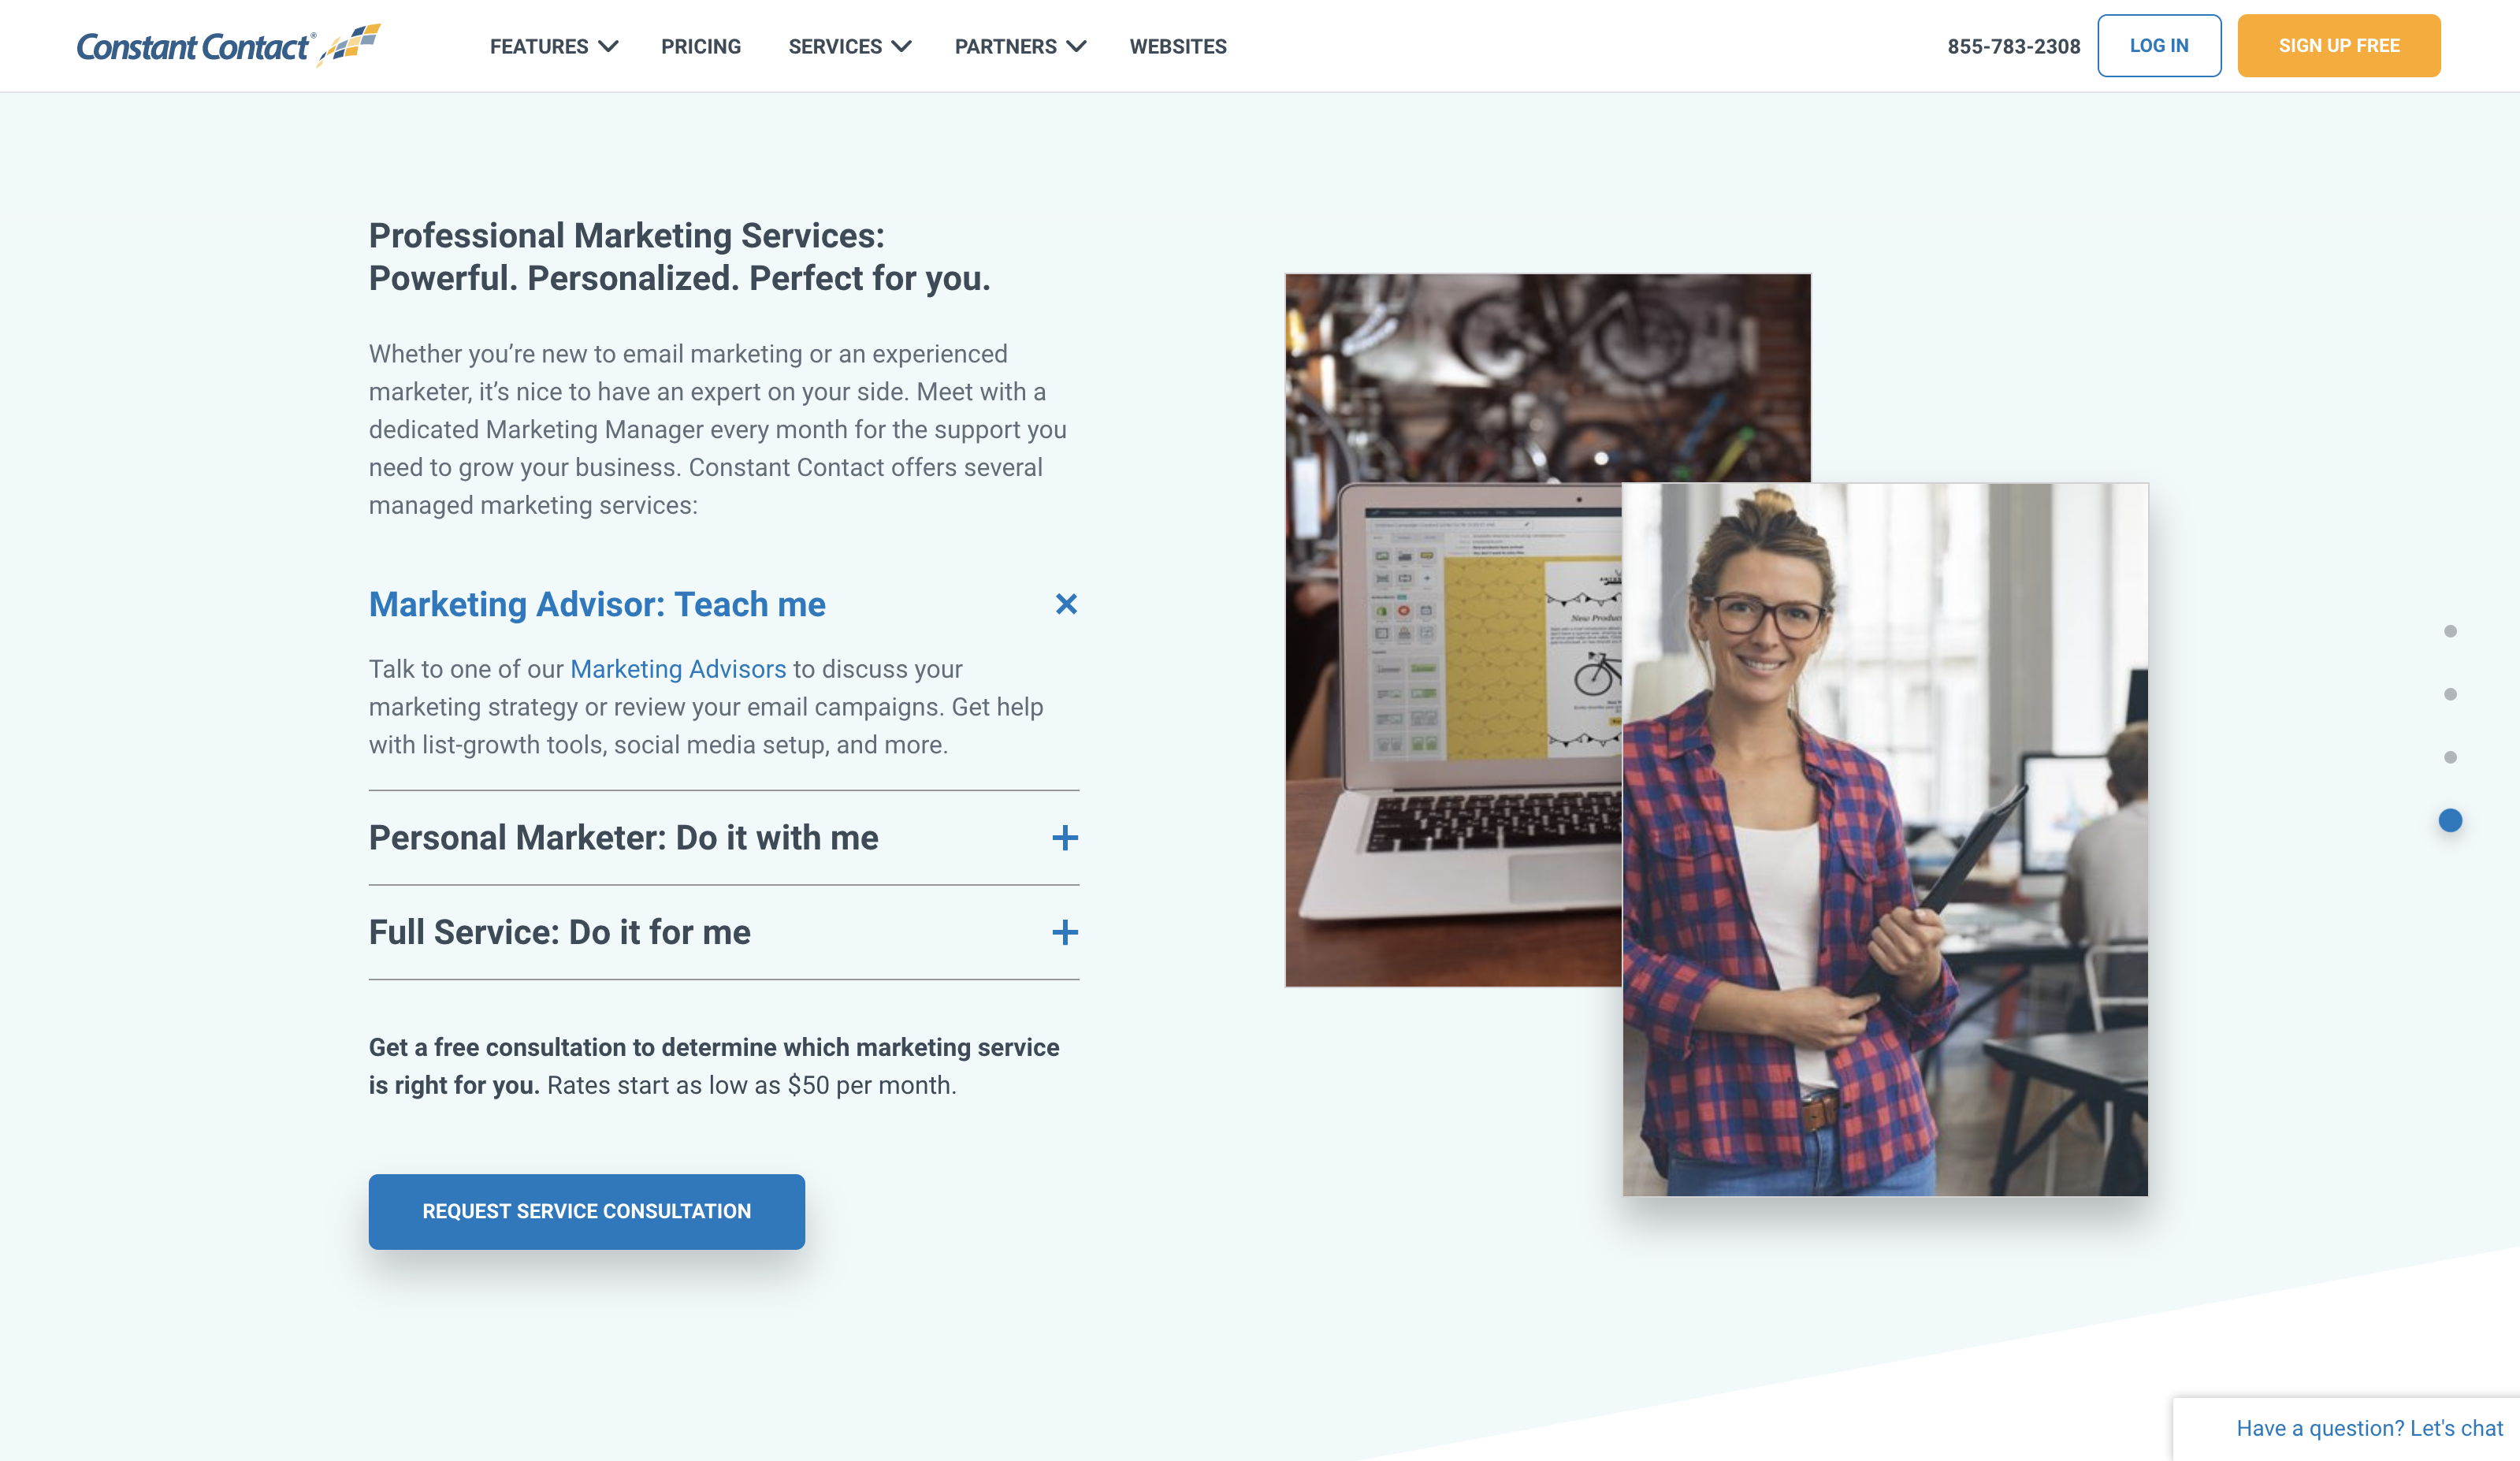 Constant Contact®
FEATURES
PRICING
SERVICES
PARTNERS
WEBSITES
855-783-2308
LOG IN
SIGN UP FREE
Professional Marketing Services:
Powerful. Personalized. Perfect for you.
Whether you’re new to email marketing or an experienced
marketer, it’s nice to have an expert on your side. Meet with a
dedicated Marketing Manager every month for the support you
need to grow your business. Constant Contact offers several
managed marketing services:
Marketing Advisor: Teach me
Talk to one of our Marketing Advisors to discuss your
marketing strategy or review your email campaigns. Get help
with list-growth tools, social media setup, and more.
Personal Marketer: Do it with me
Full Service: Do it for me
Get a free consultation to determine which marketing service
is right for you. Rates start as low as $50 per month.
REQUEST SERVICE CONSULTATION
New Produc
Have a question? Let's chat